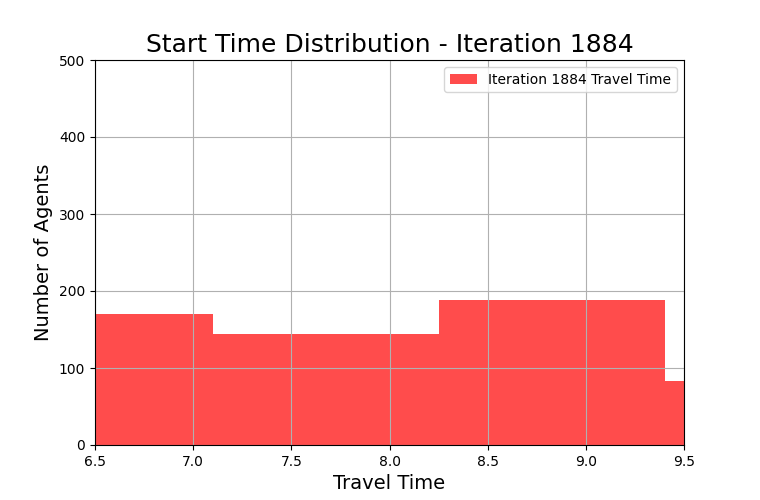 Start Time Distribution - Iteration 1884
Iteration 1884 Travel Time
Number of Agents
500
400
300
200
100
0
6.5 7.0 7.5 8.0 8.5 9.0 9.5
Travel Time